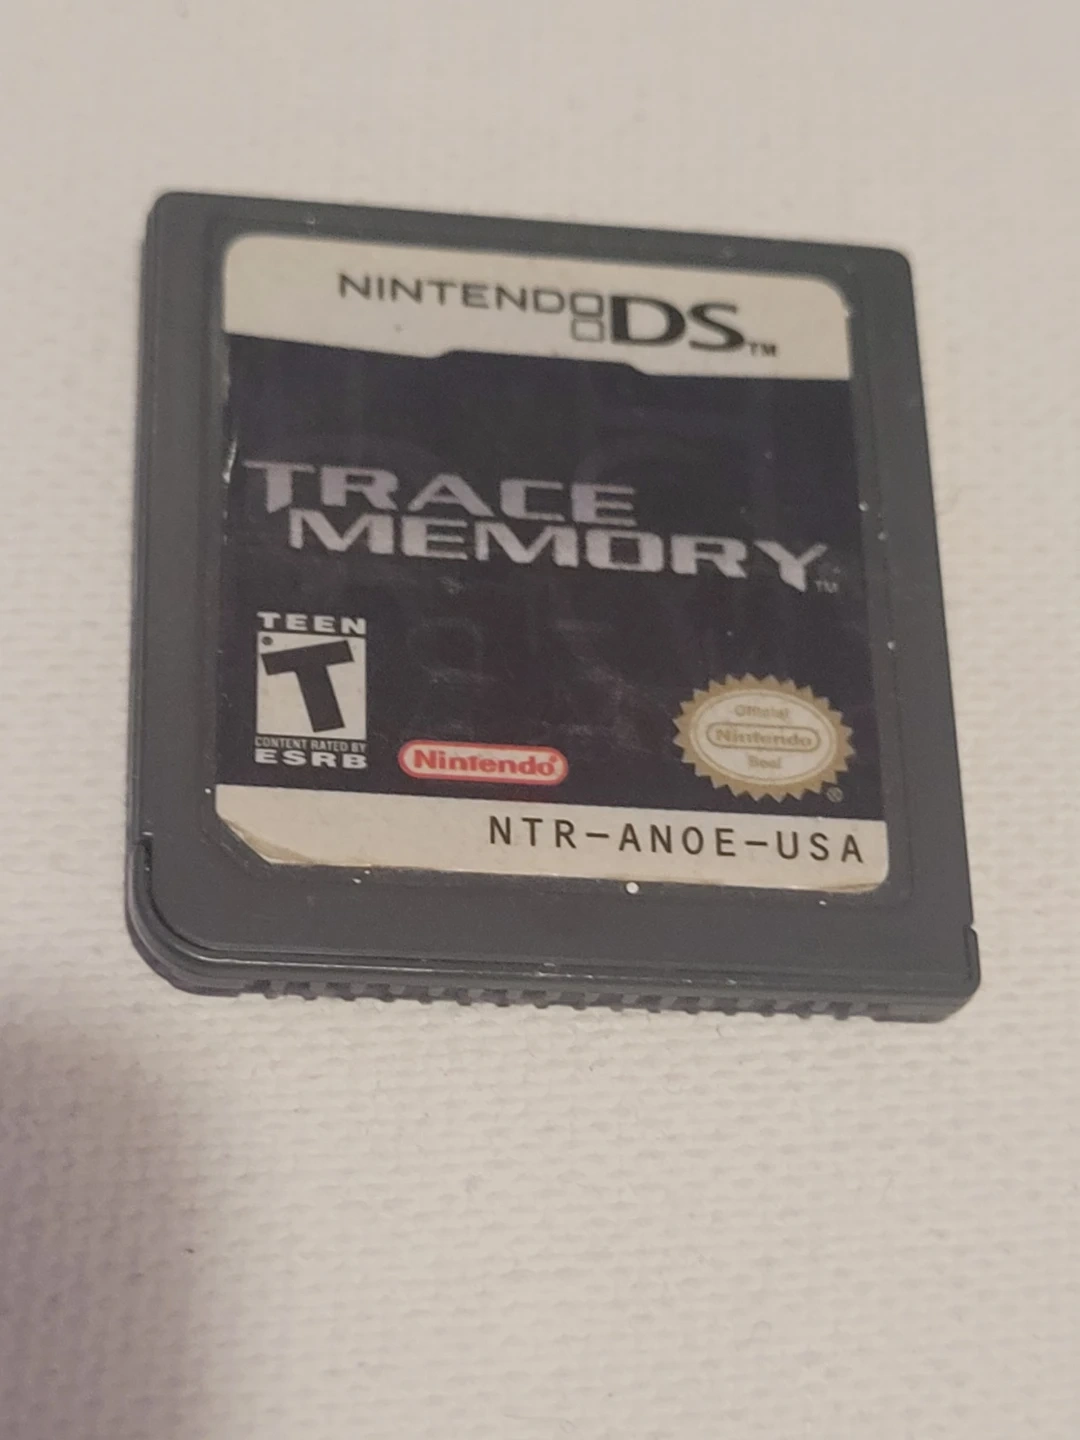 NINTENDO DS™
TRACE
MEMORY™
TEEN
T
CONTENT RATED BY
ESRB
Nintendo®
Official
Nintendo
Seal
®
NTR-ANOE-USA